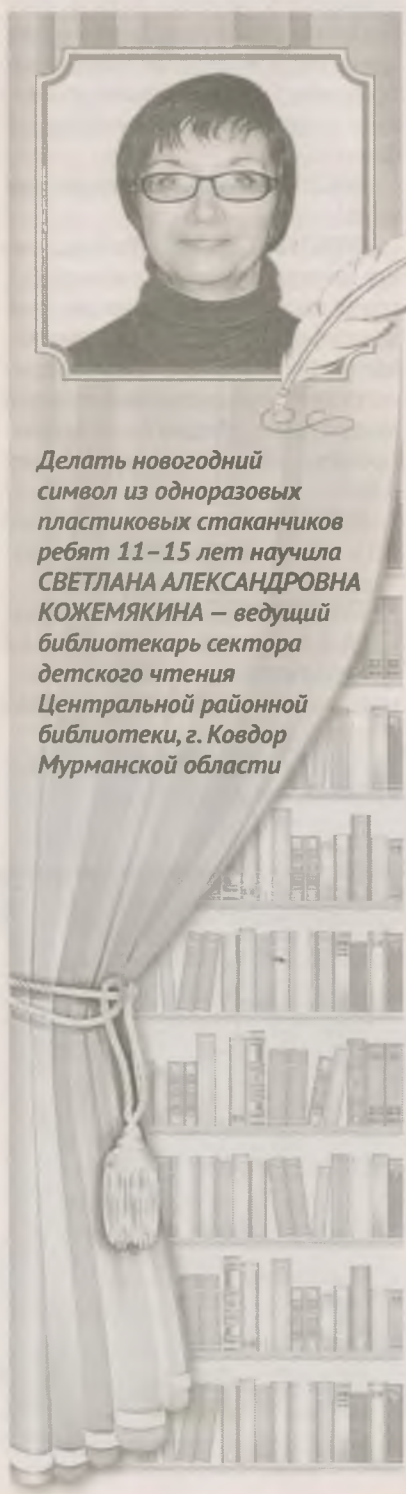 Делать новогодний
символ из одноразовых
пластиковых стаканчиков
ребят 11–15 лет научила
СВЕТЛАНА АЛЕКСАНДРОВНА
КОЖЕМЯКИНА — ведущий
библиотекарь сектора
детского чтения
Центральной районной
библиотеки, г. Ковдор
Мурманской области